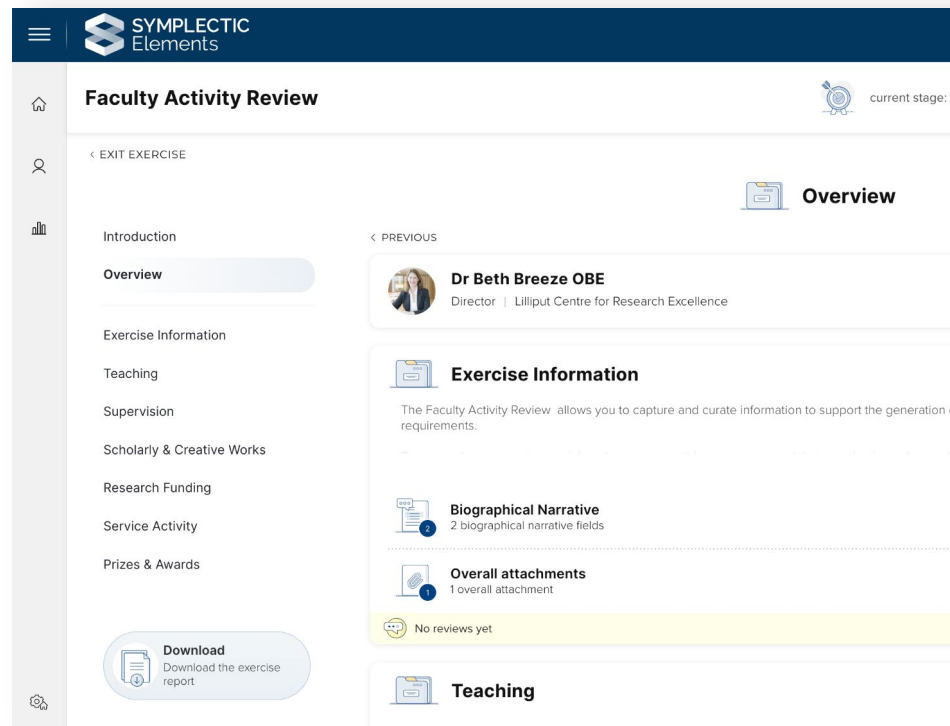 SYMPLECTIC
Elements
Faculty Activity Review
current stage:
< EXIT EXERCISE
Overview
Introduction
< PREVIOUS
Overview
Dr Beth Breeze OBE
Director | Lilliput Centre for Research Excellence
Exercise Information
Exercise Information
Teaching
The Faculty Activity Review allows you to capture and curate information to support the generation
requirements.
Supervision
Scholarly & Creative Works
Research Funding
Biographical Narrative
2
2 biographical narrative fields
Service Activity
Prizes & Awards
Overall attachments
1
1 overall attachment
No reviews yet
Download
Download the exercise
report
Teaching